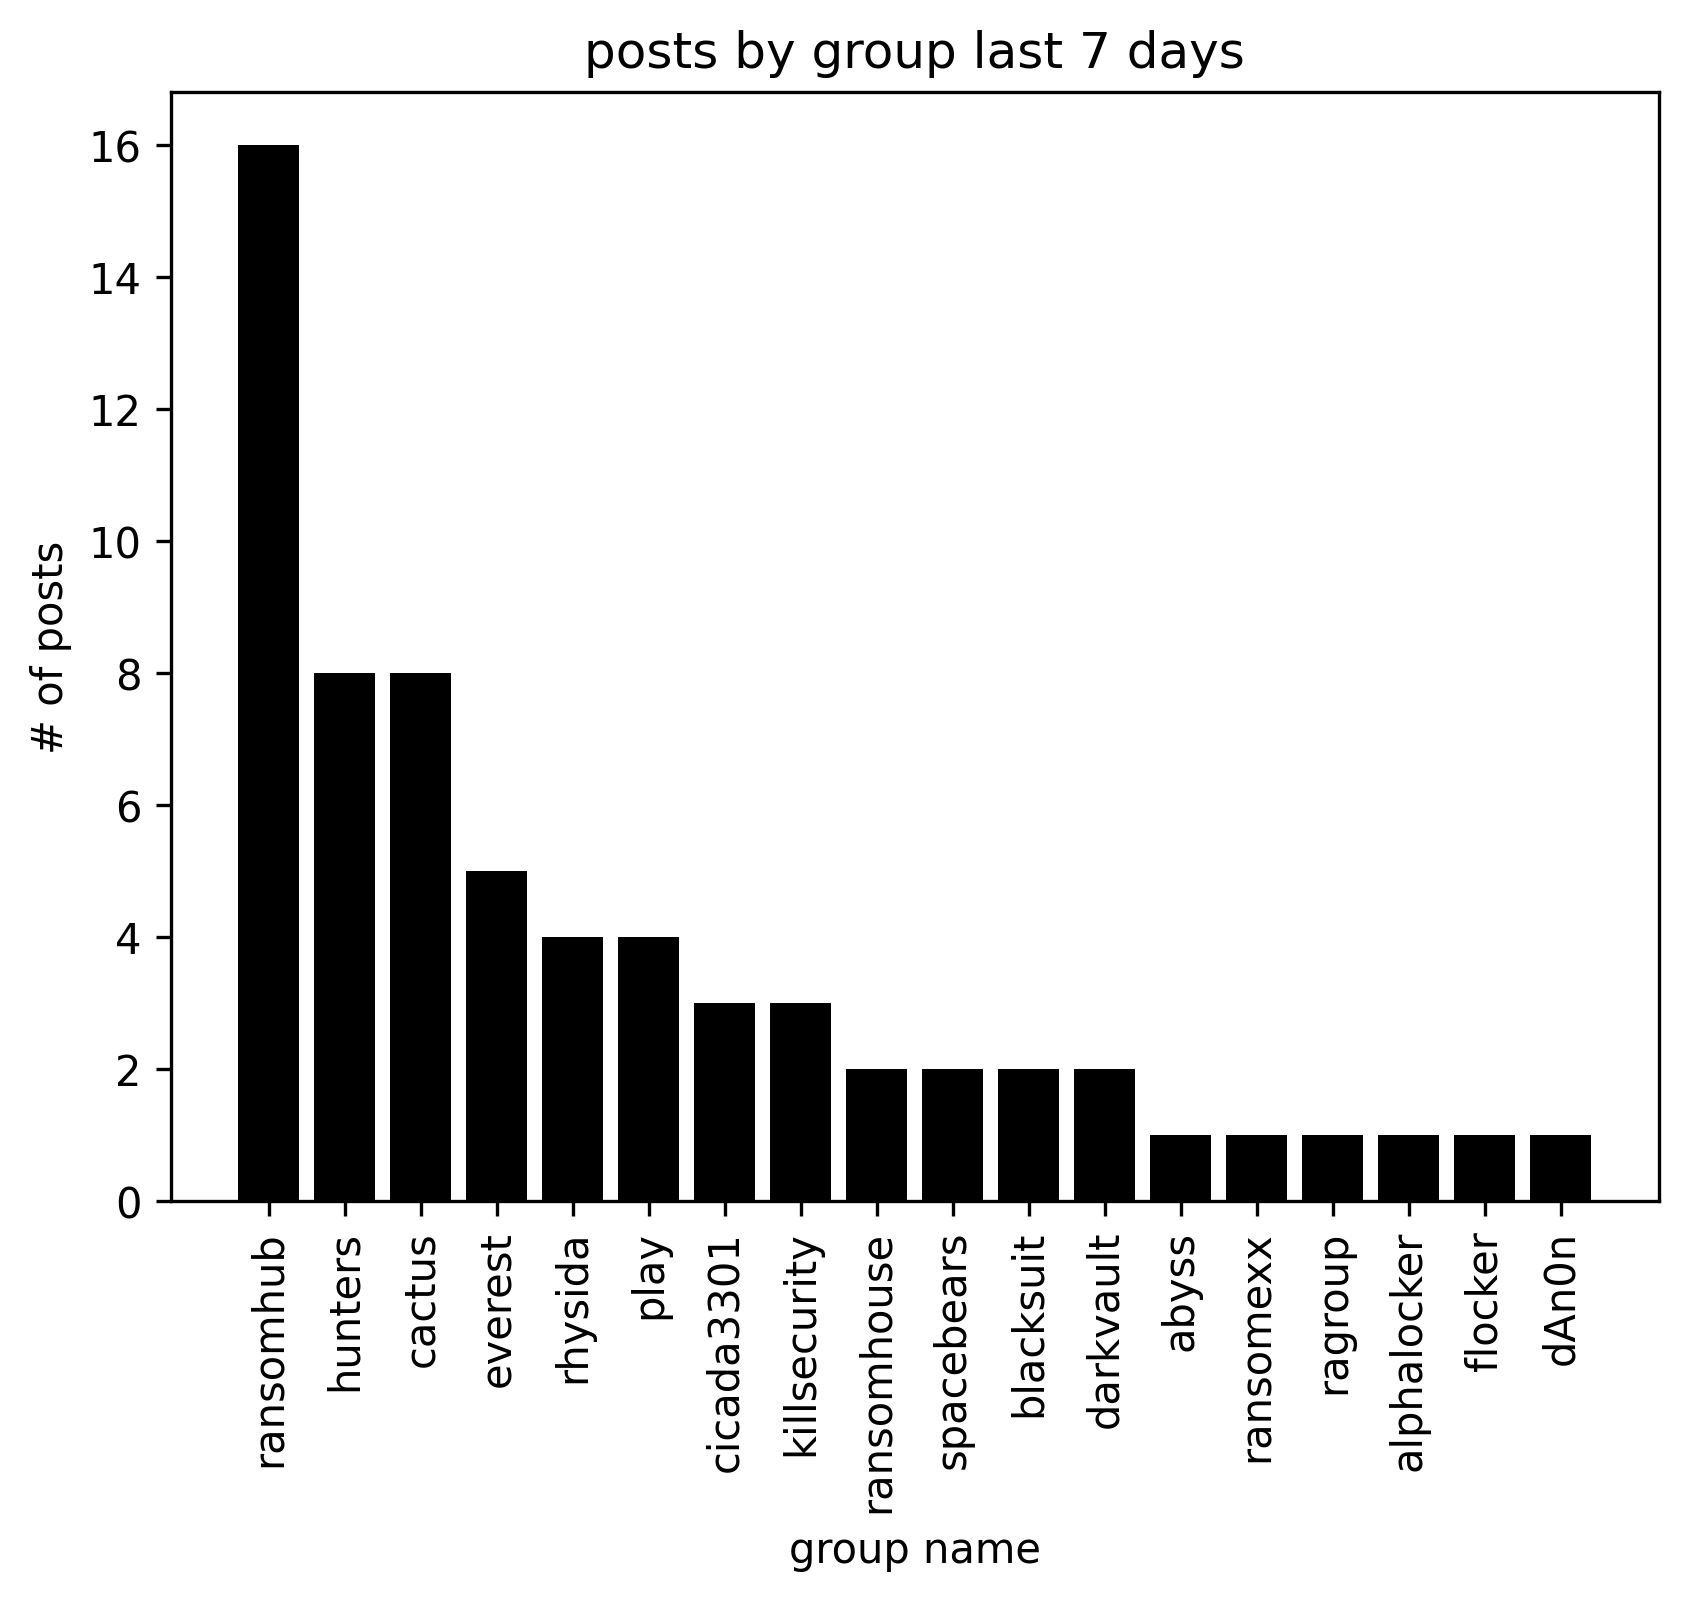 posts by group last 7 days
# of posts
16
14
12
10
8
6
4
2
0
ransomhub
hunters
cactus
everest
rhysida
play
cicada3301
killsecurity
ransomhouse
spacebears
blacksuit
darkvault
abyss
ransomexx
ragroup
alphalocker
flocker
dAn0n
group name